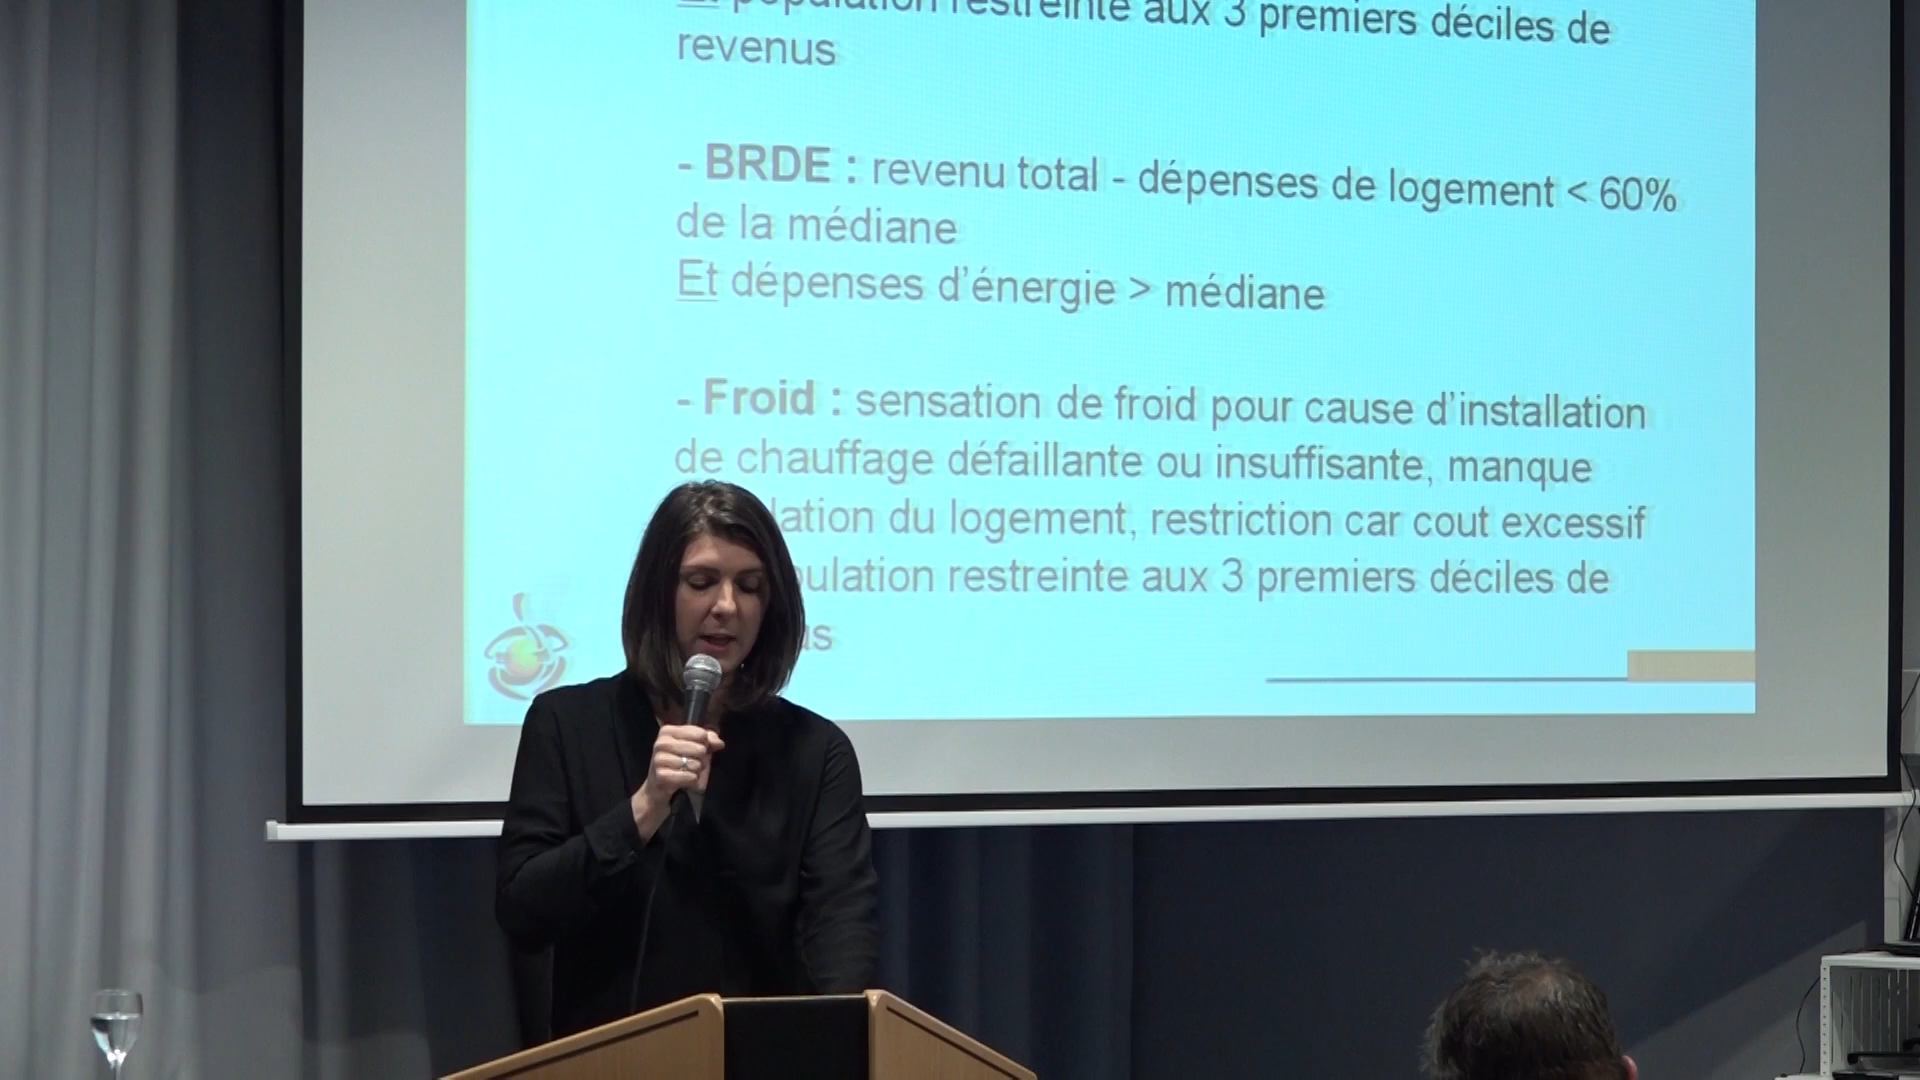 Et population restreinte aux 3 premiers déciles de
revenus
- BRDE : revenu total - dépenses de logement < 60%
de la médiane
Et dépenses d'énergie > médiane
- Froid : sensation de froid pour cause d'installation
de chauffage défaillante ou insuffisante, manque
du logement, restriction car cout excessif
restreinte aux 3 premiers déciles de